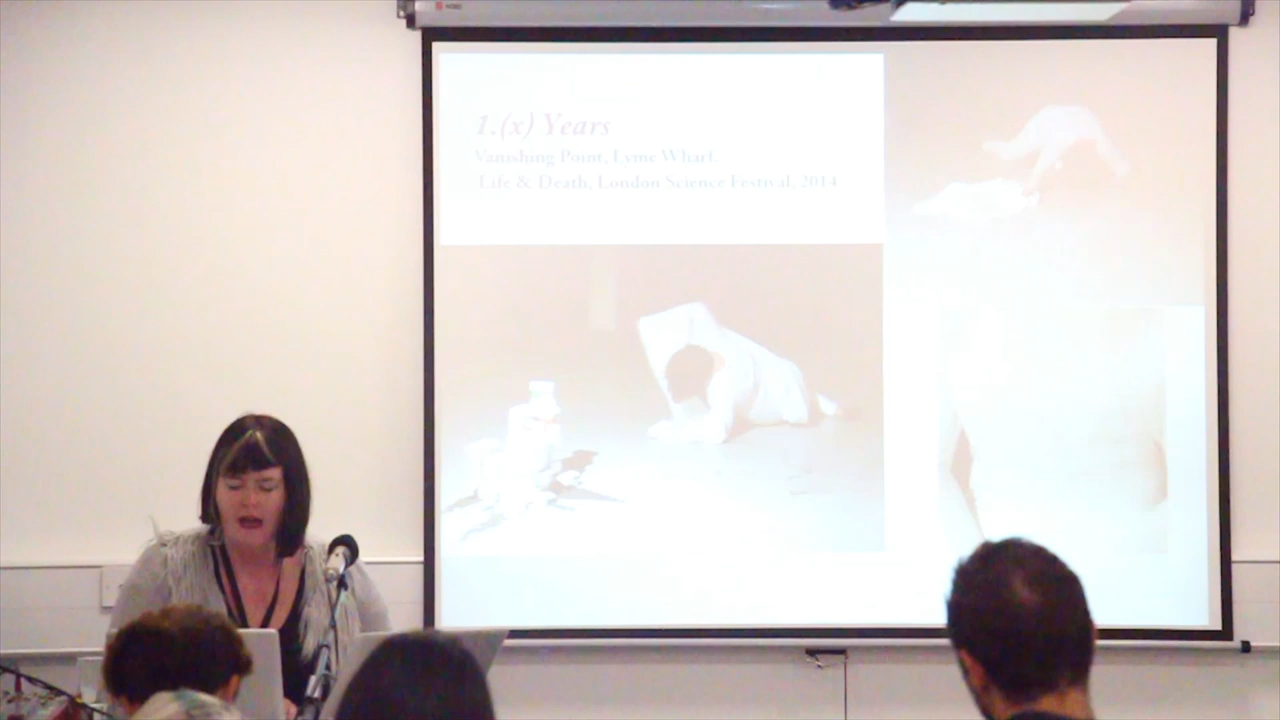 1.(x) Years
Vanishing Point, Lyme Wharf.
Life & Death, London Science Festival, 2014